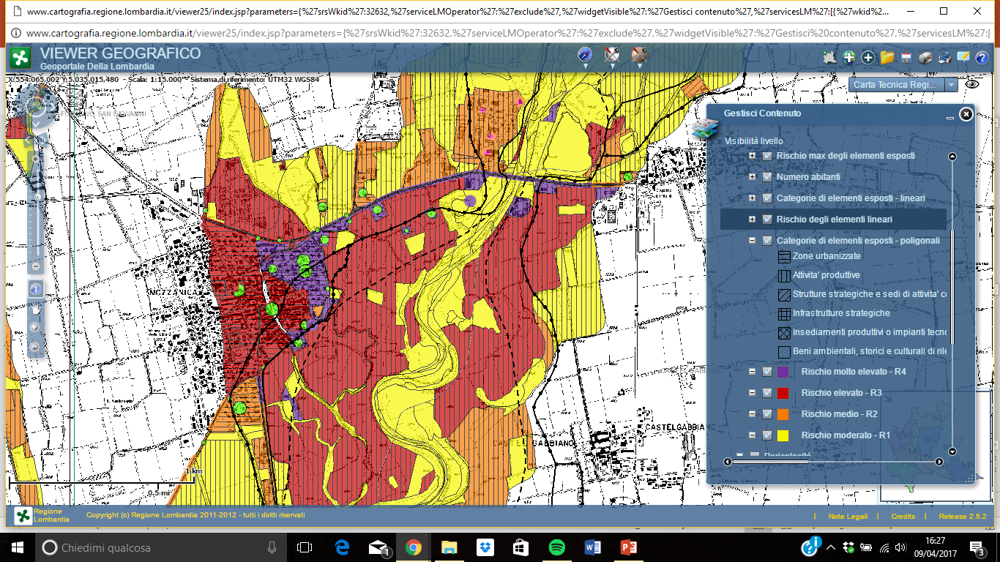 www.cartografia.regione.lombardia.it/viewer25/index.jsp?parameters={%27srsWkid%27:32632,%27serviceLMOperator%27:%27exclude%27,%27widgetVisible%27:%27Gestisci contenuto%27,%27servicesLM%27:[{%27wkid%2...
www.cartografia.regione.lombardia.it/viewer25/index.jsp?parameters={%27srsWkid%27:32632,%27serviceLMOperator%27:%27exclude%27,%27widgetVisible%27:%27Gestisci%20contenuto%27,%27servicesLM%27:[
VIEWER GEOGRAFICO
Geoportale Della Lombardia
X:554.065,002 Y:5.035.015,480 - Scala: 1:15.000 - Sistema di riferimento: UTM32 WGS84
Carta Tecnica Regi...
SAN GIOVANNI
Gestisci Contenuto
Visibilità livello
Rischio max degli elementi esposti
Numero abitanti
Categorie di elementi esposti - lineari
Rischio degli elementi lineari
Categorie di elementi esposti - poligonali
Zone urbanizzate
Attivita' produttive
Strutture strategiche e sedi di attivita' co
Infrastrutture strategiche
Insediamenti produttivi o impianti tecno
Beni ambientali, storici e culturali di rile
Rischio molto elevato - R4
Rischio elevato - R3
Rischio medio - R2
Rischio moderato - R1
Pericolosità
MOZZANICA
CASTELGABBIANO
CASTELGABBIANO
1 km
0.5 mi
Regione
Lombardia
Copyright (c) Regione Lombardia 2011-2012 - tutti i diritti riservati
| Note Legali | Credits | Release 2.5.2
Chiedimi qualcosa
1
16:27
09/04/2017
3